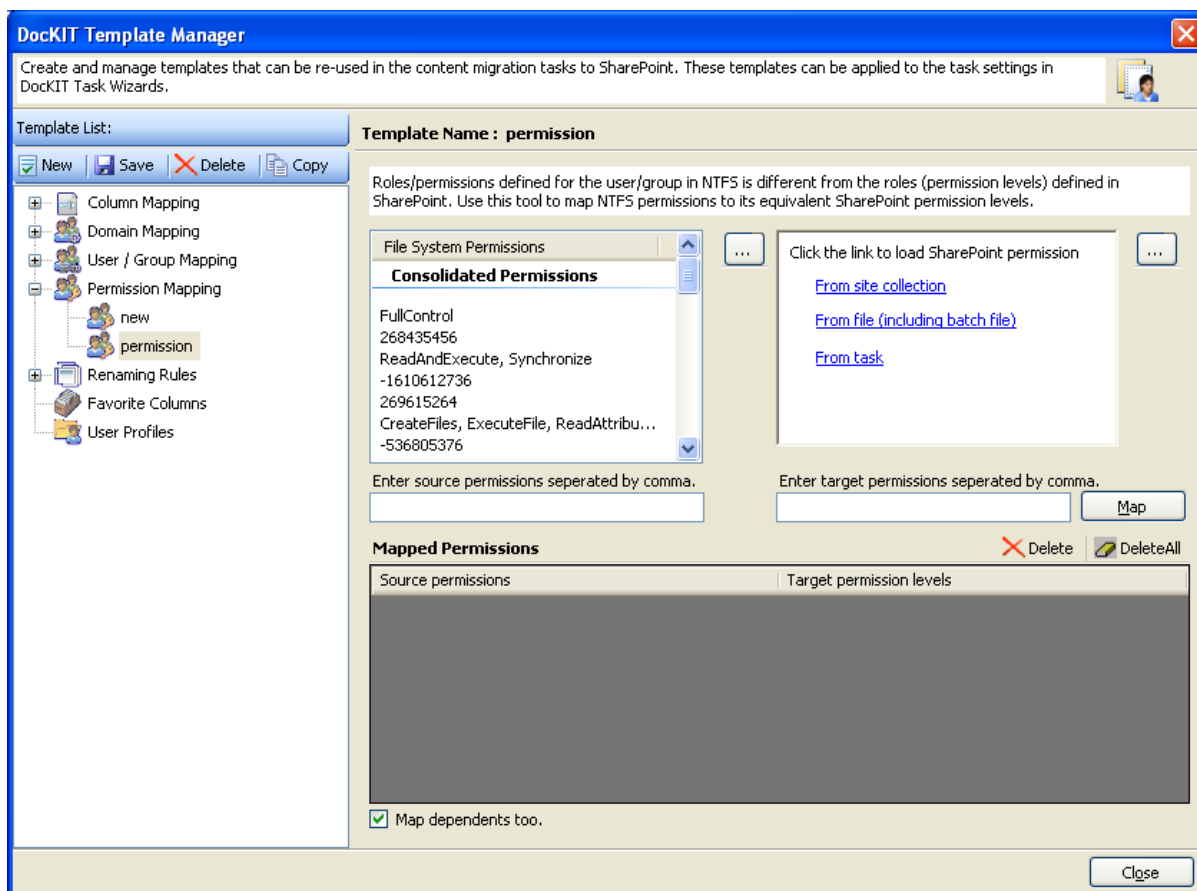 DocKIT Template Manager
Create and manage templates that can be re-used in the content migration tasks to SharePoint. These templates can be applied to the task settings in
DocKIT Task Wizards.
Template List:
New Save Delete Copy
Column Mapping
Domain Mapping
User / Group Mapping
Permission Mapping
new
permission
Renaming Rules
Favorite Columns
User Profiles
Template Name : permission
Roles/permissions defined for the user/group in NTFS is different from the roles (permission levels) defined in
SharePoint. Use this tool to map NTFS permissions to its equivalent SharePoint permission levels.
File System Permissions
Consolidated Permissions
FullControl
268435456
ReadAndExecute, Synchronize
-1610612736
269615264
CreateFiles, ExecuteFile, ReadAttribu...
-536805376
...
Click the link to load SharePoint permission
From site collection
From file (including batch file)
From task
...
Enter source permissions seperated by comma.
Enter target permissions seperated by comma.
Map
Mapped Permissions
Delete DeleteAll
Source permissions Target permission levels
Map dependents too.
Close